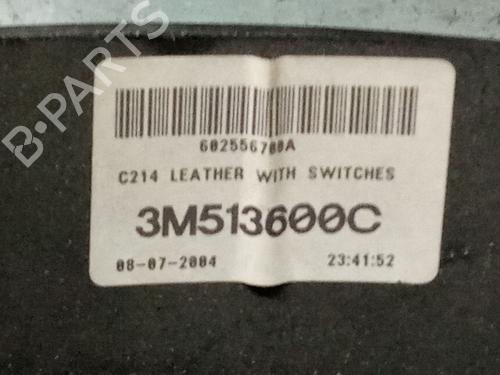 B-PARTS
602556700A
C214 LEATHER WITH SWITCHES
3M513600C
08-07-2004 23:41:52